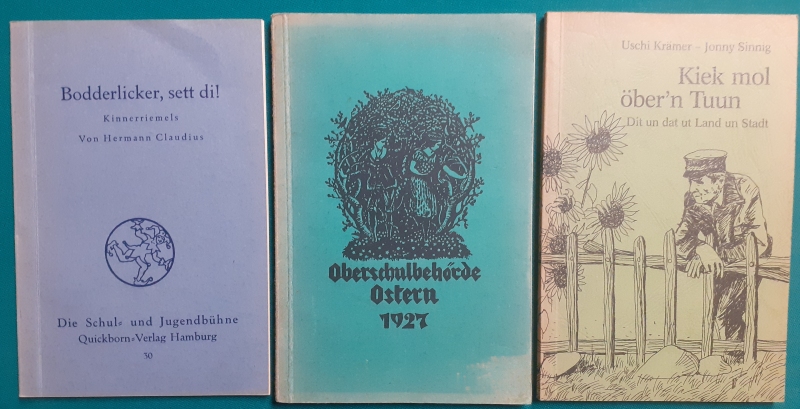 Bodderlicker, sett di!
Kinnerriemels
Von Hermann Claudius
Die Schul- und Jugendbühne
Quickborn-Verlag Hamburg
30
Oberschulbehörde
Ostern
1927
Uschi Krämer - Jonny Sinnig
Kiek mol
öber'n Tuun
Dit un dat ut Land un Stadt